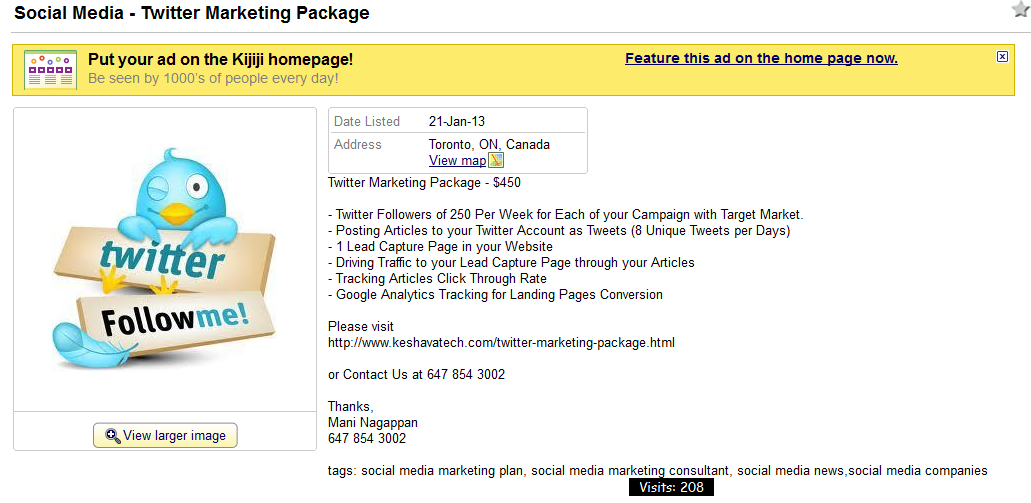 Social Media - Twitter Marketing Package
Put your ad on the Kijiji homepage!
Feature this ad on the home page now.
Be seen by 1000's of people every day!
Date Listed 21-Jan-13
Address Toronto, ON, Canada
View map
twitter
Followme!
View larger image
Twitter Marketing Package - $450
- Twitter Followers of 250 Per Week for Each of your Campaign with Target Market.
- Posting Articles to your Twitter Account as Tweets (8 Unique Tweets per Days)
- 1 Lead Capture Page in your Website
- Driving Traffic to your Lead Capture Page through your Articles
- Tracking Articles Click Through Rate
- Google Analytics Tracking for Landing Pages Conversion
Please visit
http://www.keshavatech.com/twitter-marketing-package.html
or Contact Us at 647 854 3002
Thanks,
Mani Nagappan
647 854 3002
tags: social media marketing plan, social media marketing consultant, social media news,social media companies
Visits: 208